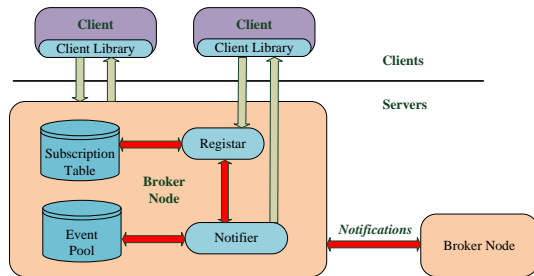 Client
Client Library
Client
Client Library
Clients
Servers
Subscription
Table
Registar
Broker
Node
Event
Pool
Notifier
Notifications
Broker Node